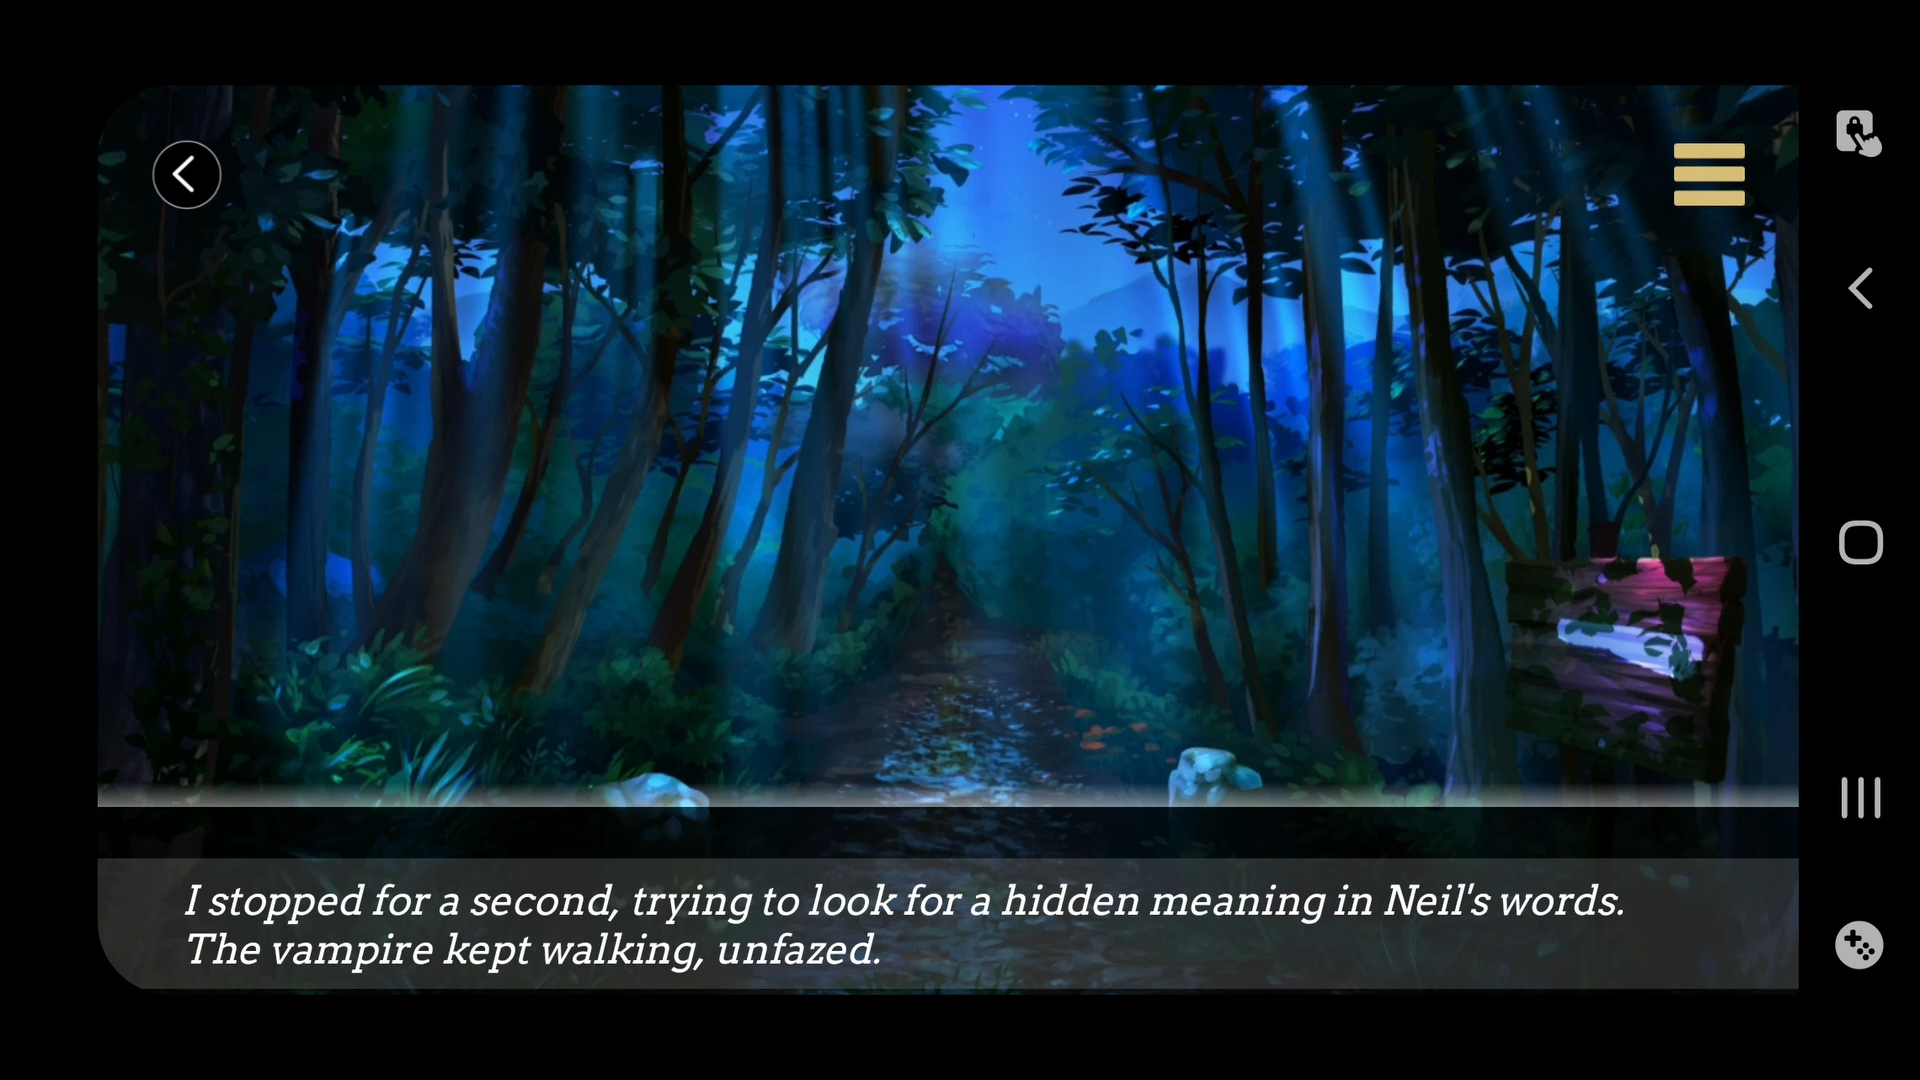 I stopped for a second, trying to look for a hidden meaning in Neil's words.
The vampire kept walking, unfazed.